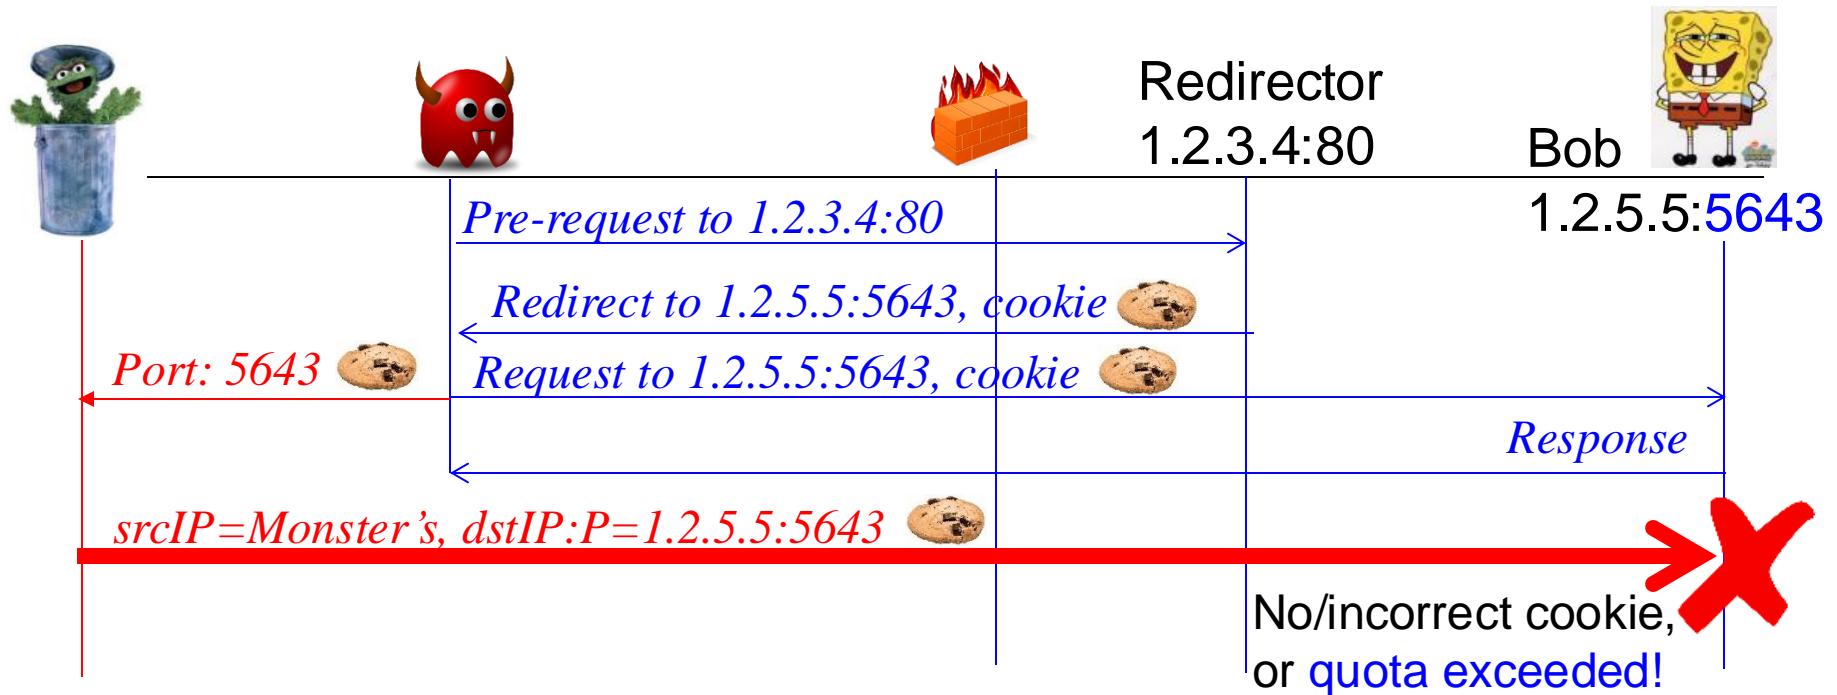 Redirector
1.2.3.4:80
Bob
1.2.5.5:5643
Pre-request to 1.2.3.4:80
Redirect to 1.2.5.5:5643, cookie
Port: 5643
Request to 1.2.5.5:5643, cookie
Response
srcIP=Monster's, dstIP:P=1.2.5.5:5643
No/incorrect cookie,
or quota exceeded!